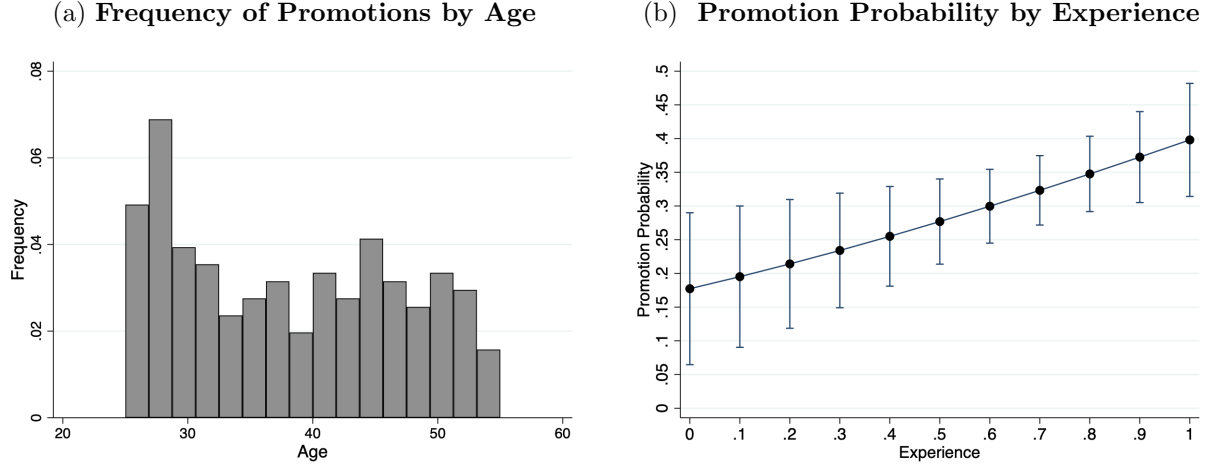 (a) Frequency of Promotions by Age
Frequency
.08
.06
.04
.02
0
20 30 40 50 60
Age
(b) Promotion Probability by Experience
Promotion Probability
.5
.45
.4
.35
.3
.25
.2
.15
.1
.05
0
0 .1 .2 .3 .4 .5 .6 .7 .8 .9 1
Experience